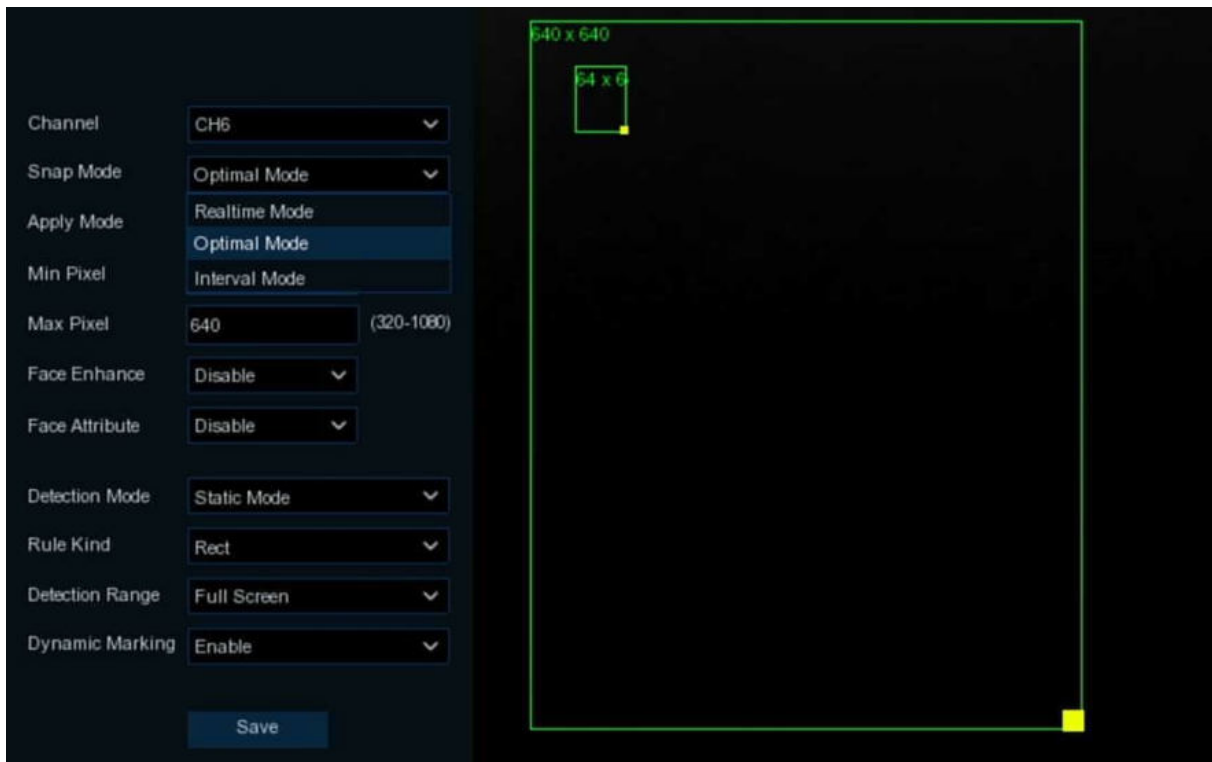 640 x 640
64 x 6
Channel CH6
Snap Mode Optimal Mode
Realtime Mode
Apply Mode
Optimal Mode
Min Pixel Interval Mode
Max Pixel 640 (320-1080)
Face Enhance Disable
Face Attribute Disable
Detection Mode Static Mode
Rule Kind Rect
Detection Range Full Screen
Dynamic Marking Enable
Save